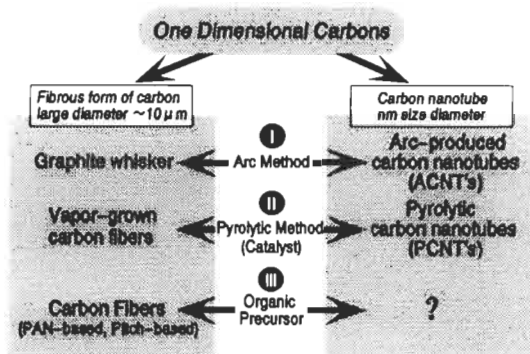 One Dimensional Carbons
Fibrous form of carbon
large diameter ~10 μm
Carbon nanotube
nm size diameter
I
Graphite whisker
Arc Method
Arc-produced
carbon nanotubes
(ACNT's)
II
Vapor-grown
carbon fibers
Pyrolytic Method
(Catalyst)
Pyrolytic
carbon nanotubes
(PCNT's)
III
Carbon Fibers
(PAN-based, Pitch-based)
Organic
Precursor
?